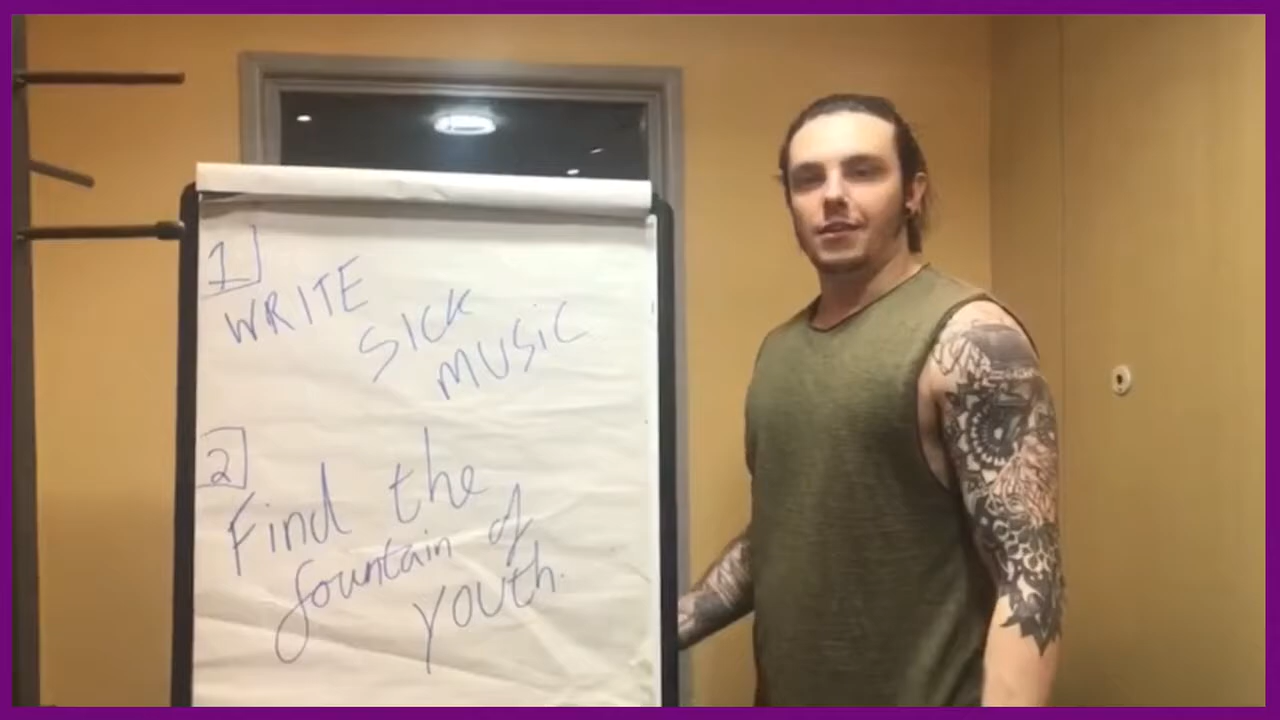 1
WRITE
SICK
MUSIC
2
Find the
fountain of
youth.